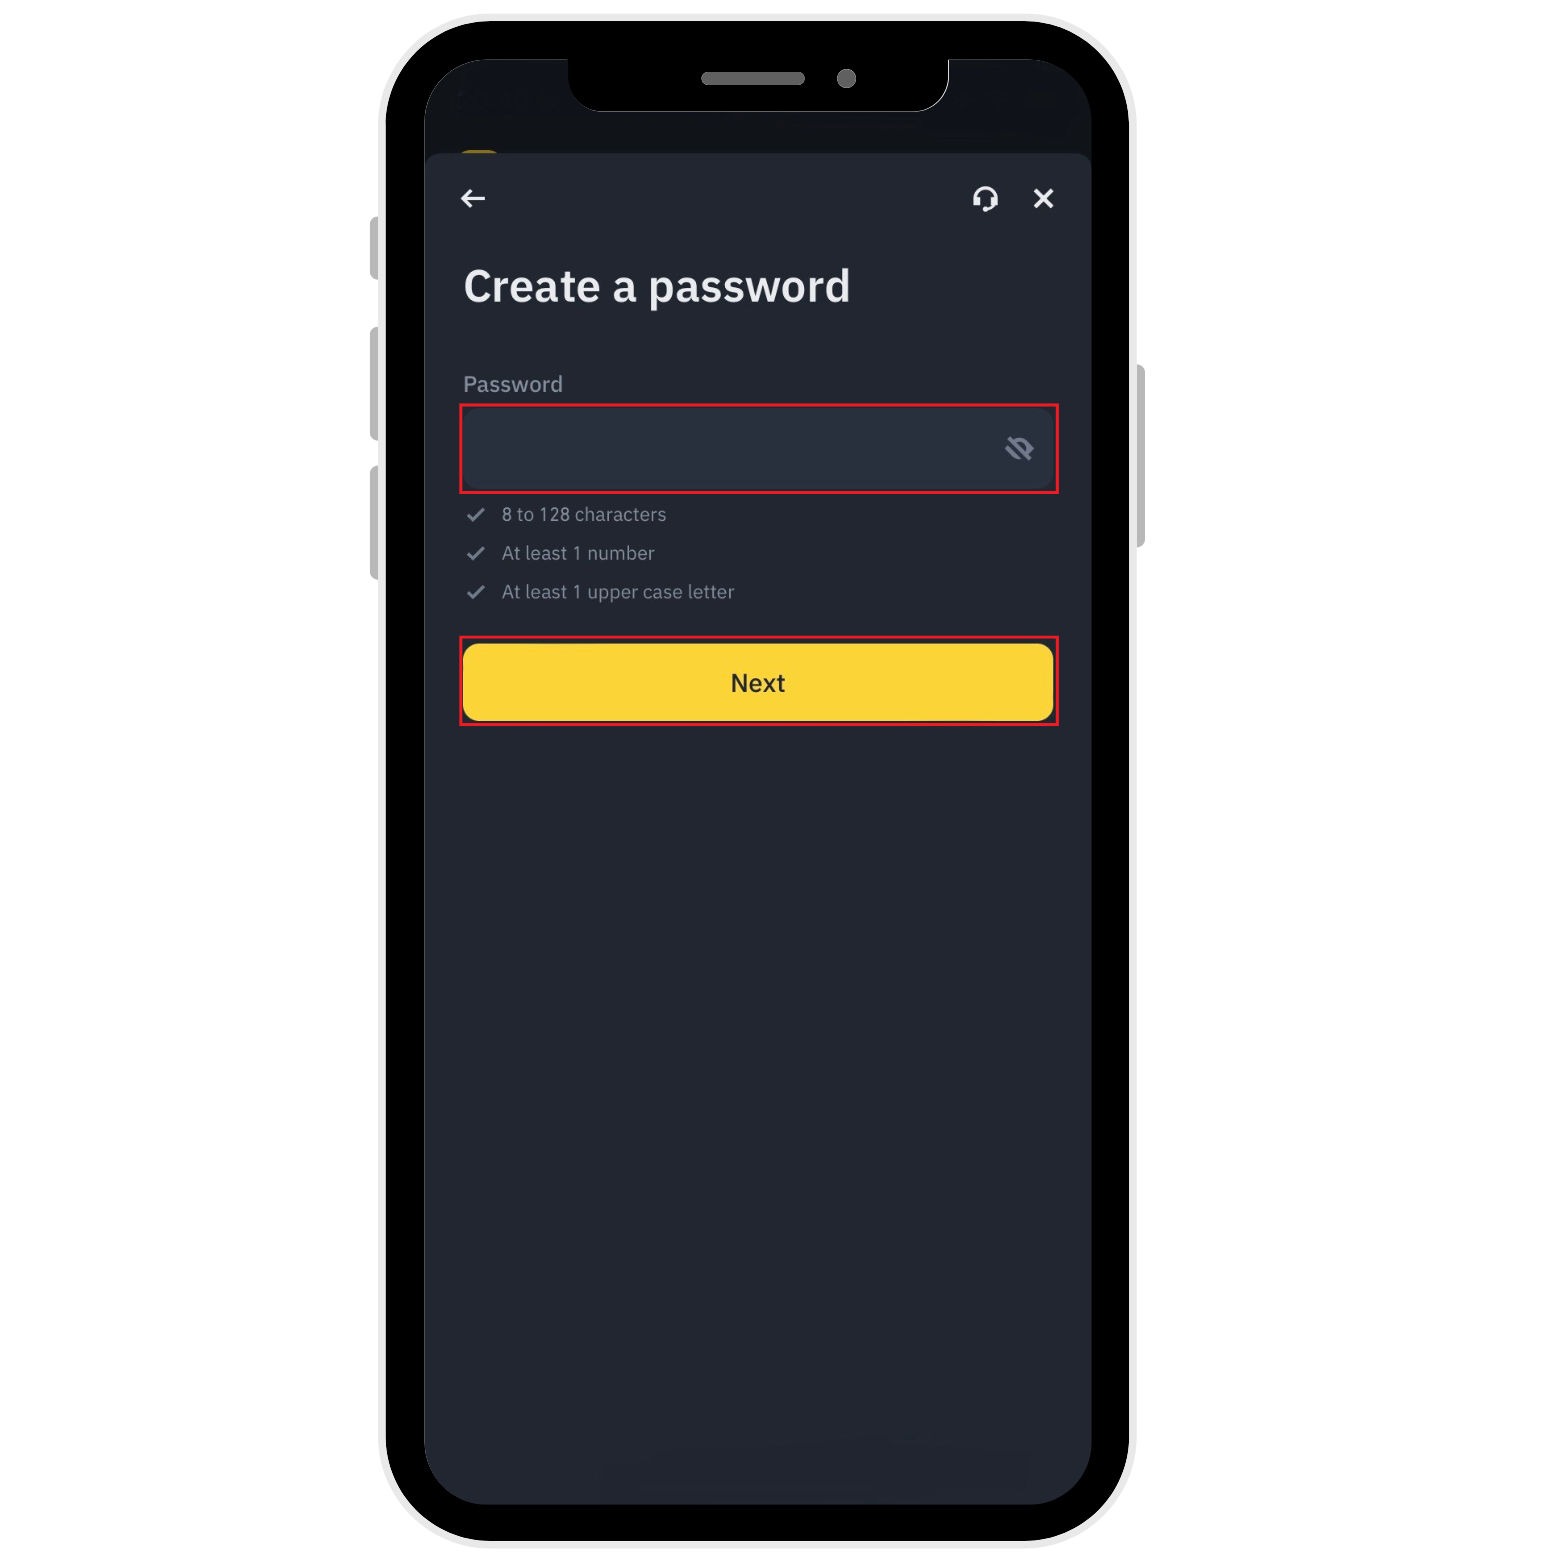 Create a password
Password
8 to 128 characters
At least 1 number
At least 1 upper case letter
Next